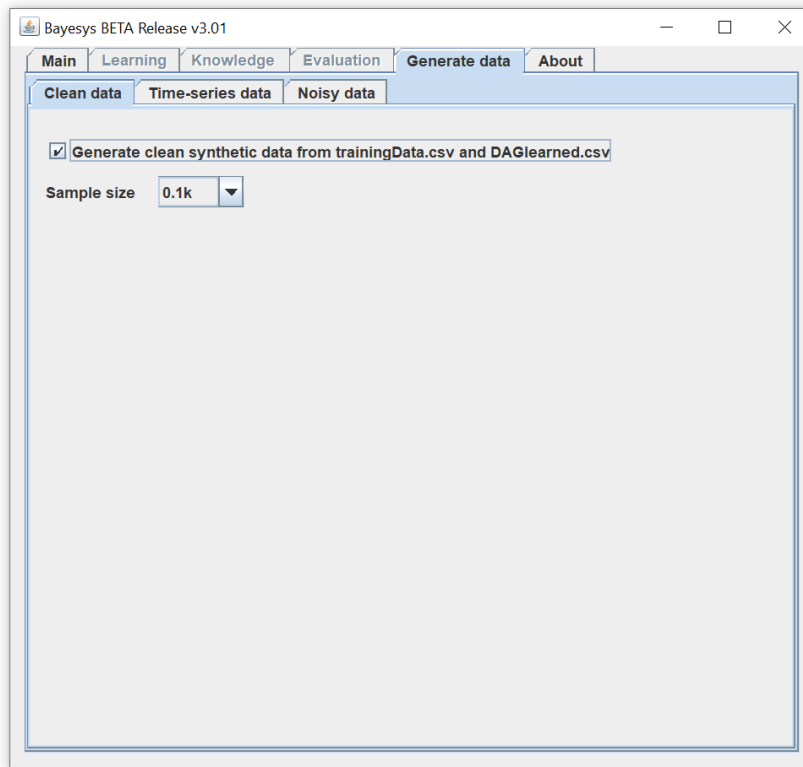 Bayesys BETA Release v3.01
Main Learning Knowledge Evaluation Generate data About
Clean data Time-series data Noisy data
Generate clean synthetic data from trainingData.csv and DAGlearned.csv
Sample size 0.1k